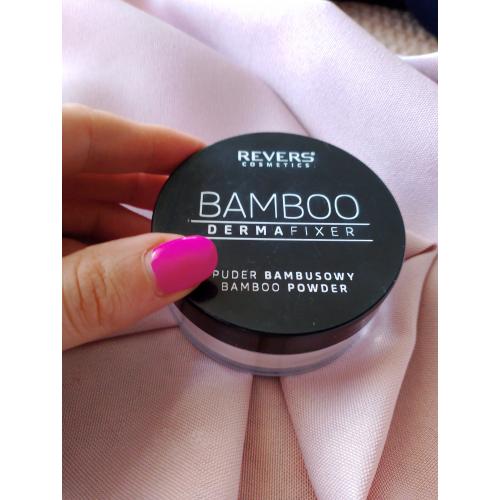 REVERS®
COSMETICS
BAMBOO
DERMAFIXER
PUDER BAMBUSOWY
BAMBOO POWDER